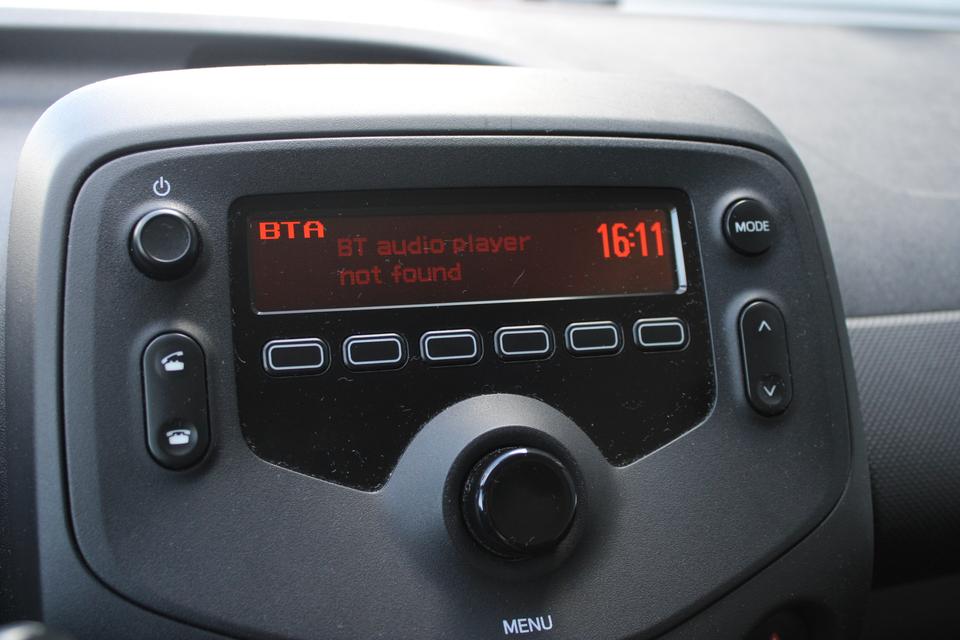 BTA
BT audio player
not found
16:11
MODE
MENU